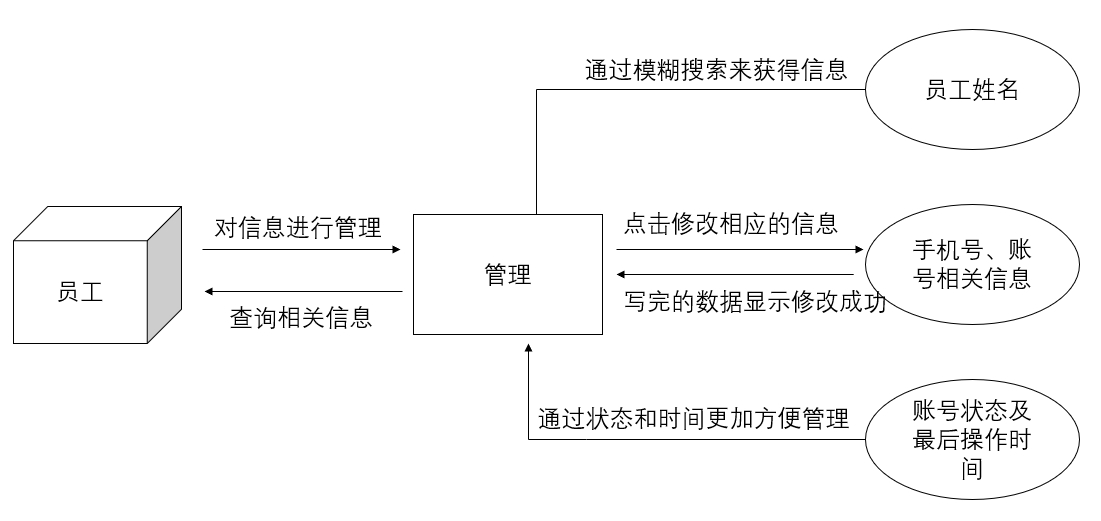 通过模糊搜索来获得信息
员工姓名
对信息进行管理
点击修改相应的信息
员工
管理
手机号、账
号相关信息
查询相关信息
写完的数据显示修改成功
通过状态和时间更加方便管理
账号状态及
最后操作时
间